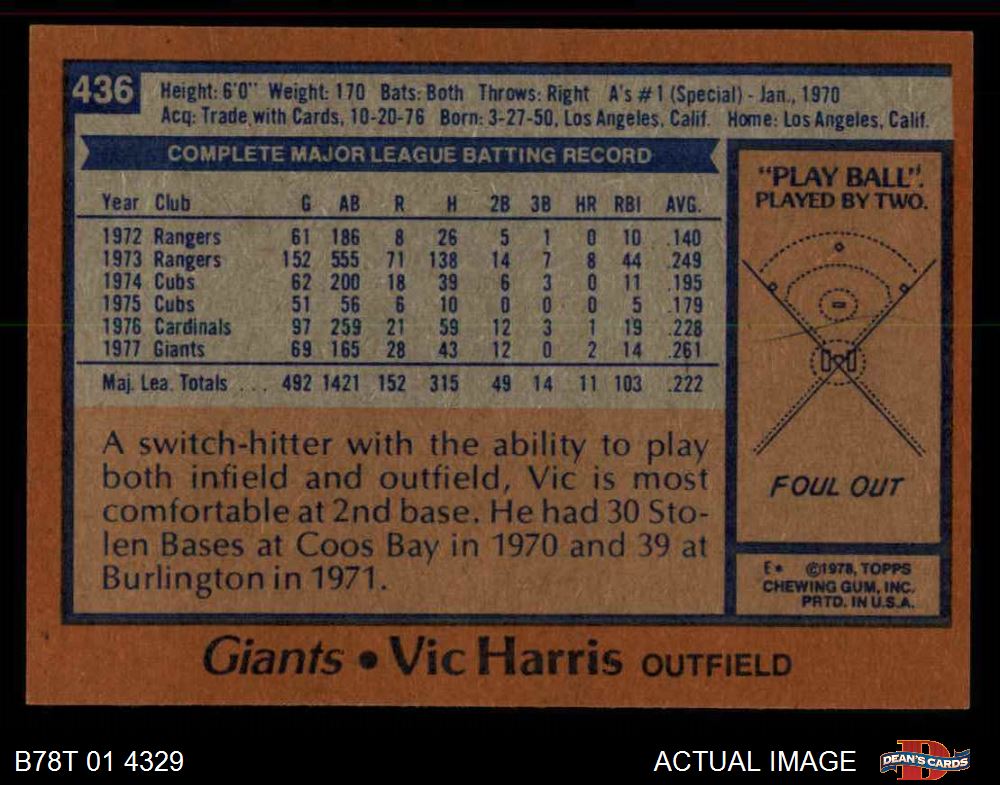 436
Height: 6'0" Weight: 170 Bats: Both Throws: Right A's #1 (Special) - Jan., 1970
Acq: Trade with Cards, 10-20-76 Born: 3-27-50, Los Angeles, Calif. Home: Los Angeles, Calif.
COMPLETE MAJOR LEAGUE BATTING RECORD
Year Club G AB R H 2B 3B HR RBI AVG.
1972 Rangers 61 186 8 26 5 1 0 10 .140
1973 Rangers 152 555 71 138 14 7 8 44 .249
1974 Cubs 62 200 18 39 6 3 0 11 .195
1975 Cubs 51 56 6 10 0 0 0 5 .179
1976 Cardinals 97 259 21 59 12 3 1 19 .228
1977 Giants 69 165 28 43 12 0 2 14 .261
Maj. Lea. Totals ... 492 1421 152 315 49 14 11 103 .222
A switch-hitter with the ability to play
both infield and outfield, Vic is most
comfortable at 2nd base. He had 30 Sto-
len Bases at Coos Bay in 1970 and 39 at
Burlington in 1971.
"PLAY BALL".
PLAYED BY TWO.
FOUL OUT
E* ©1978, TOPPS
CHEWING GUM, INC.
PRTD. IN U.S.A.
Giants • Vic Harris OUTFIELD
B78T 01 4329
ACTUAL IMAGE
D
DEAN'S CARDS